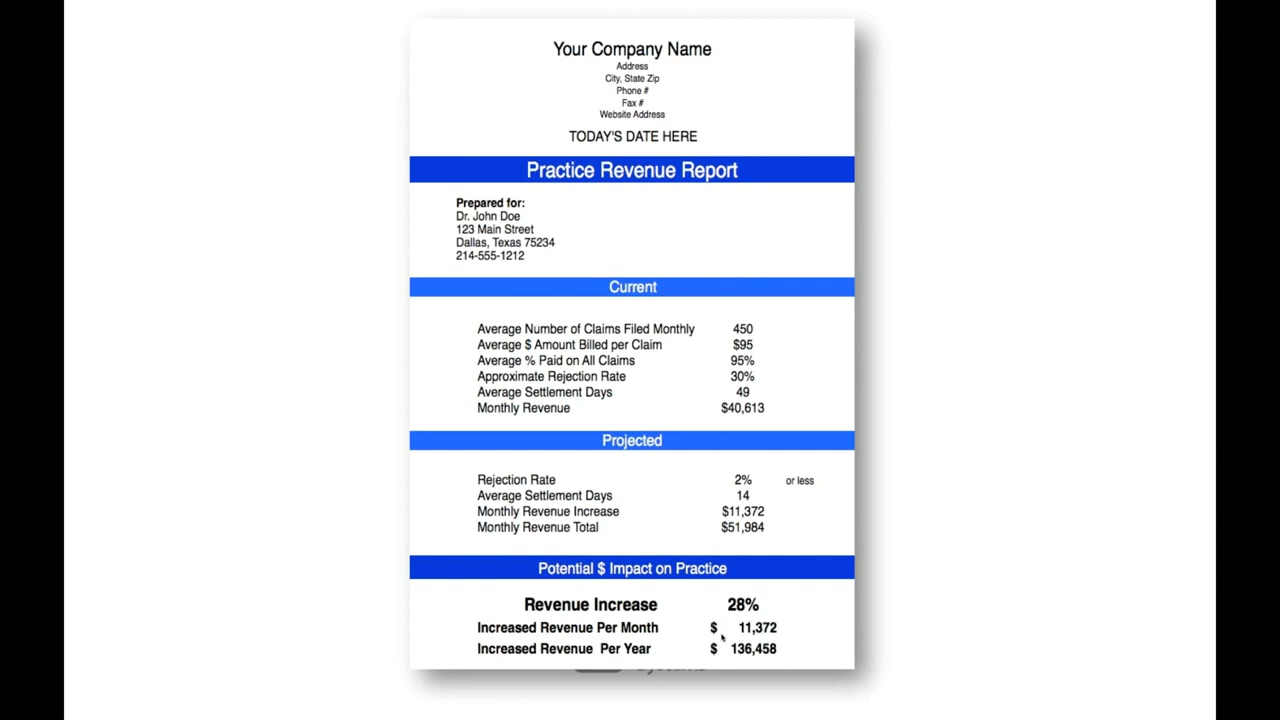 Your Company Name
Address
City, State Zip
Phone #
Fax #
Website Address
TODAY'S DATE HERE
Practice Revenue Report
Prepared for:
Dr. John Doe
123 Main Street
Dallas, Texas 75234
214-555-1212
Current
Average Number of Claims Filed Monthly 450
Average $ Amount Billed per Claim $95
Average % Paid on All Claims 95%
Approximate Rejection Rate 30%
Average Settlement Days 49
Monthly Revenue $40,613
Projected
Rejection Rate 2% or less
Average Settlement Days 14
Monthly Revenue Increase $11,372
Monthly Revenue Total $51,984
Potential $ Impact on Practice
Revenue Increase 28%
Increased Revenue Per Month $ 11,372
Increased Revenue Per Year $ 136,458